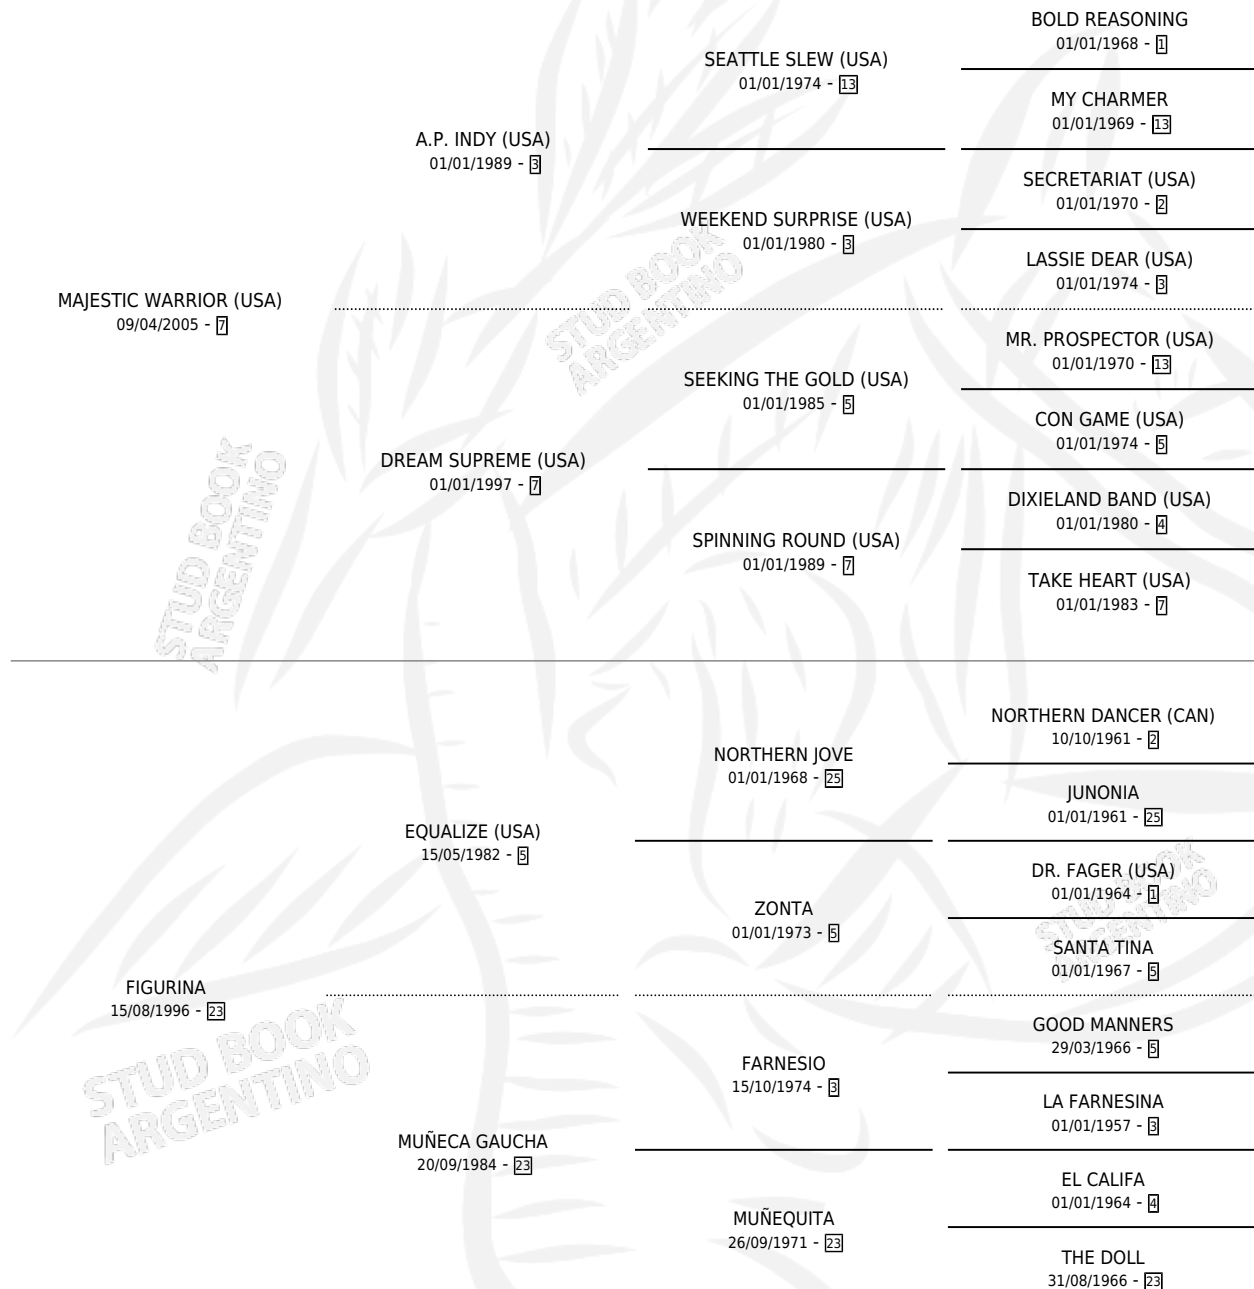 BOLD REASONING
01/01/1968 - 1
SEATTLE SLEW (USA)
01/01/1974 - 13
MY CHARMER
01/01/1969 - 13
A.P. INDY (USA)
01/01/1989 - 3
SECRETARIAT (USA)
01/01/1970 - 2
WEEKEND SURPRISE (USA)
01/01/1980 - 3
LASSIE DEAR (USA)
01/01/1974 - 3
MAJESTIC WARRIOR (USA)
09/04/2005 - 7
MR. PROSPECTOR (USA)
01/01/1970 - 13
SEEKING THE GOLD (USA)
01/01/1985 - 5
CON GAME (USA)
01/01/1974 - 5
DREAM SUPREME (USA)
01/01/1997 - 7
DIXIELAND BAND (USA)
01/01/1980 - 4
SPINNING ROUND (USA)
01/01/1989 - 7
TAKE HEART (USA)
01/01/1983 - 7
NORTHERN DANCER (CAN)
10/10/1961 - 2
NORTHERN JOVE
01/01/1968 - 25
JUNONIA
01/01/1961 - 25
EQUALIZE (USA)
15/05/1982 - 5
DR. FAGER (USA)
01/01/1964 - 1
ZONTA
01/01/1973 - 5
SANTA TINA
01/01/1967 - 5
FIGURINA
15/08/1996 - 23
GOOD MANNERS
29/03/1966 - 5
FARNESIO
15/10/1974 - 3
LA FARNESINA
01/01/1957 - 3
MUÑECA GAUCHA
20/09/1984 - 23
EL CALIFA
01/01/1964 - 4
MUÑEQUITA
26/09/1971 - 23
THE DOLL
31/08/1966 - 23
STUD BOOK
ARGENTINO
STUD BOOK
ARGENTINO
STUD BOOK
ARGENTINO
STUD BOOK
ARGENTINO